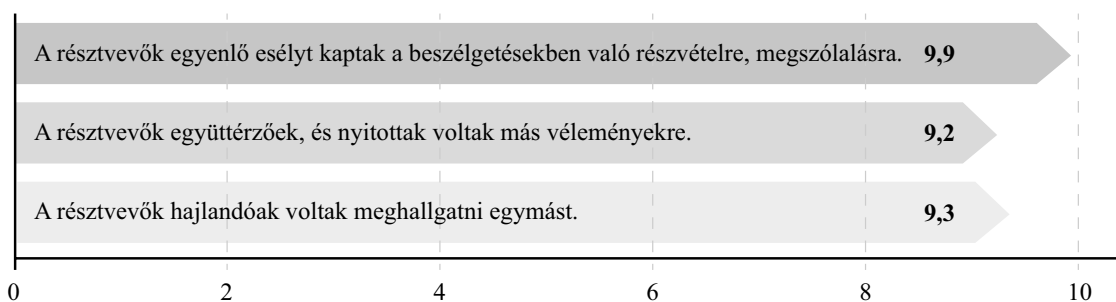 A résztvevők egyenlő esélyt kaptak a beszélgetésekben való részvételre, megszólalásra. 9,9
A résztvevők együttérzőek, és nyitottak voltak más véleményekre. 9,2
A résztvevők hajlandóak voltak meghallgatni egymást. 9,3
0 2 4 6 8 10